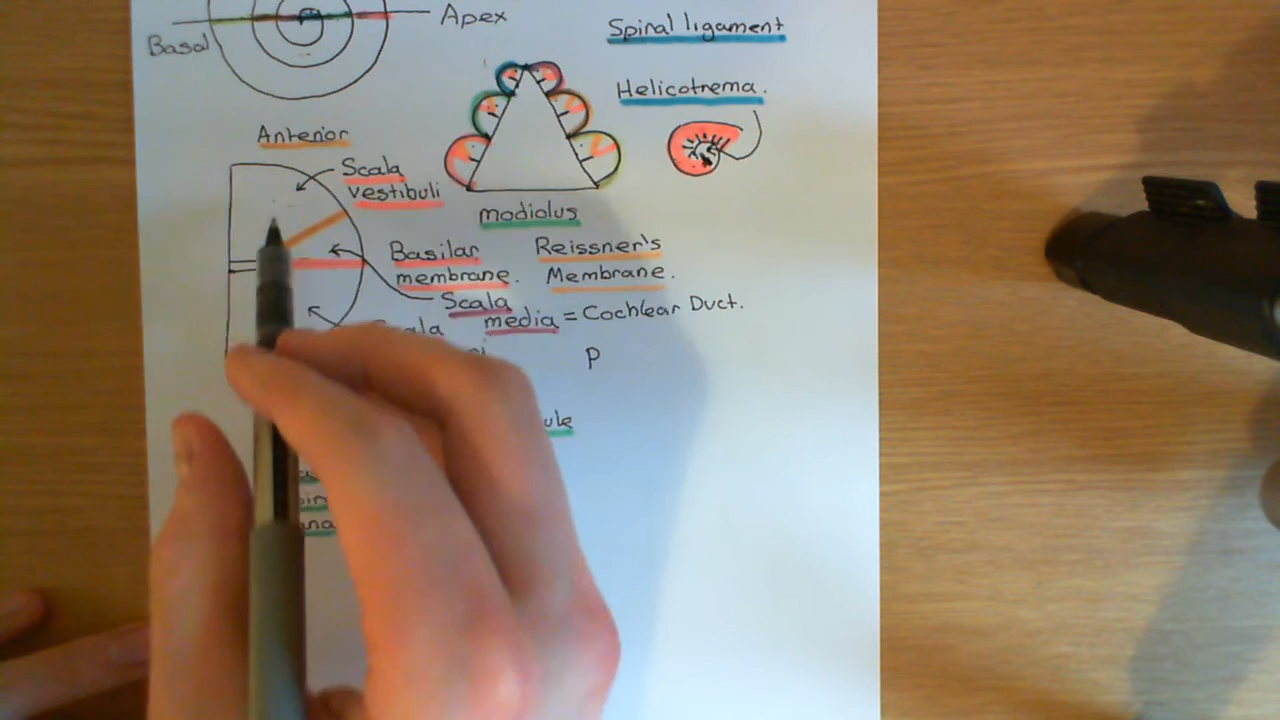 Apex
Basal
Spiral ligament
Helicotrema.
Anterior
Scala
vestibuli
modiolus
Basilar
membrane.
Reissner's
Membrane.
Scala
media = Cochlear Duct.
P